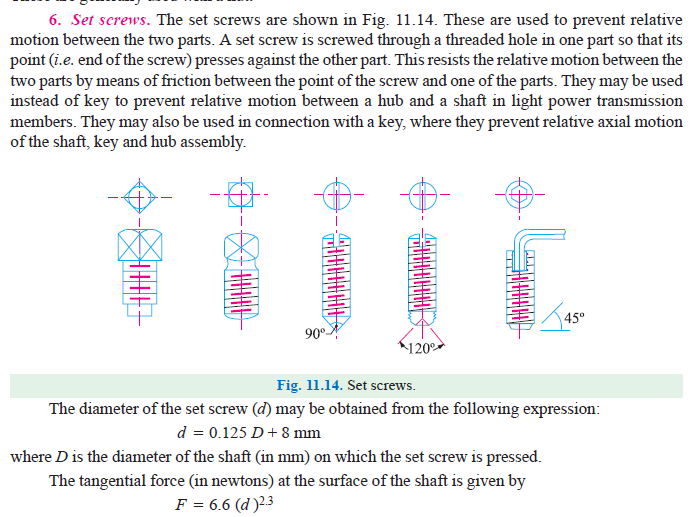 6. Set screws. The set screws are shown in Fig. 11.14. These are used to prevent relative
motion between the two parts. A set screw is screwed through a threaded hole in one part so that its
point (i.e. end of the screw) presses against the other part. This resists the relative motion between the
two parts by means of friction between the point of the screw and one of the parts. They may be used
instead of key to prevent relative motion between a hub and a shaft in light power transmission
members. They may also be used in connection with a key, where they prevent relative axial motion
of the shaft, key and hub assembly.
90º
120º
45º
Fig. 11.14. Set screws.
The diameter of the set screw (d) may be obtained from the following expression:
d = 0.125 D + 8 mm
where D is the diameter of the shaft (in mm) on which the set screw is pressed.
The tangential force (in newtons) at the surface of the shaft is given by
F = 6.6 (d)2.3